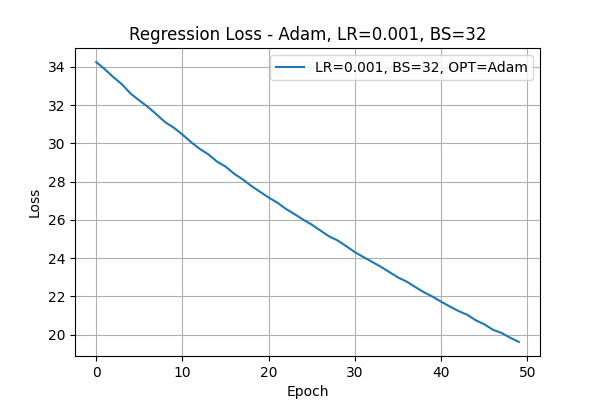 Regression Loss - Adam, LR=0.001, BS=32
LR=0.001, BS=32, OPT=Adam
Loss
34
32
30
28
26
24
22
20
0 10 20 30 40 50
Epoch